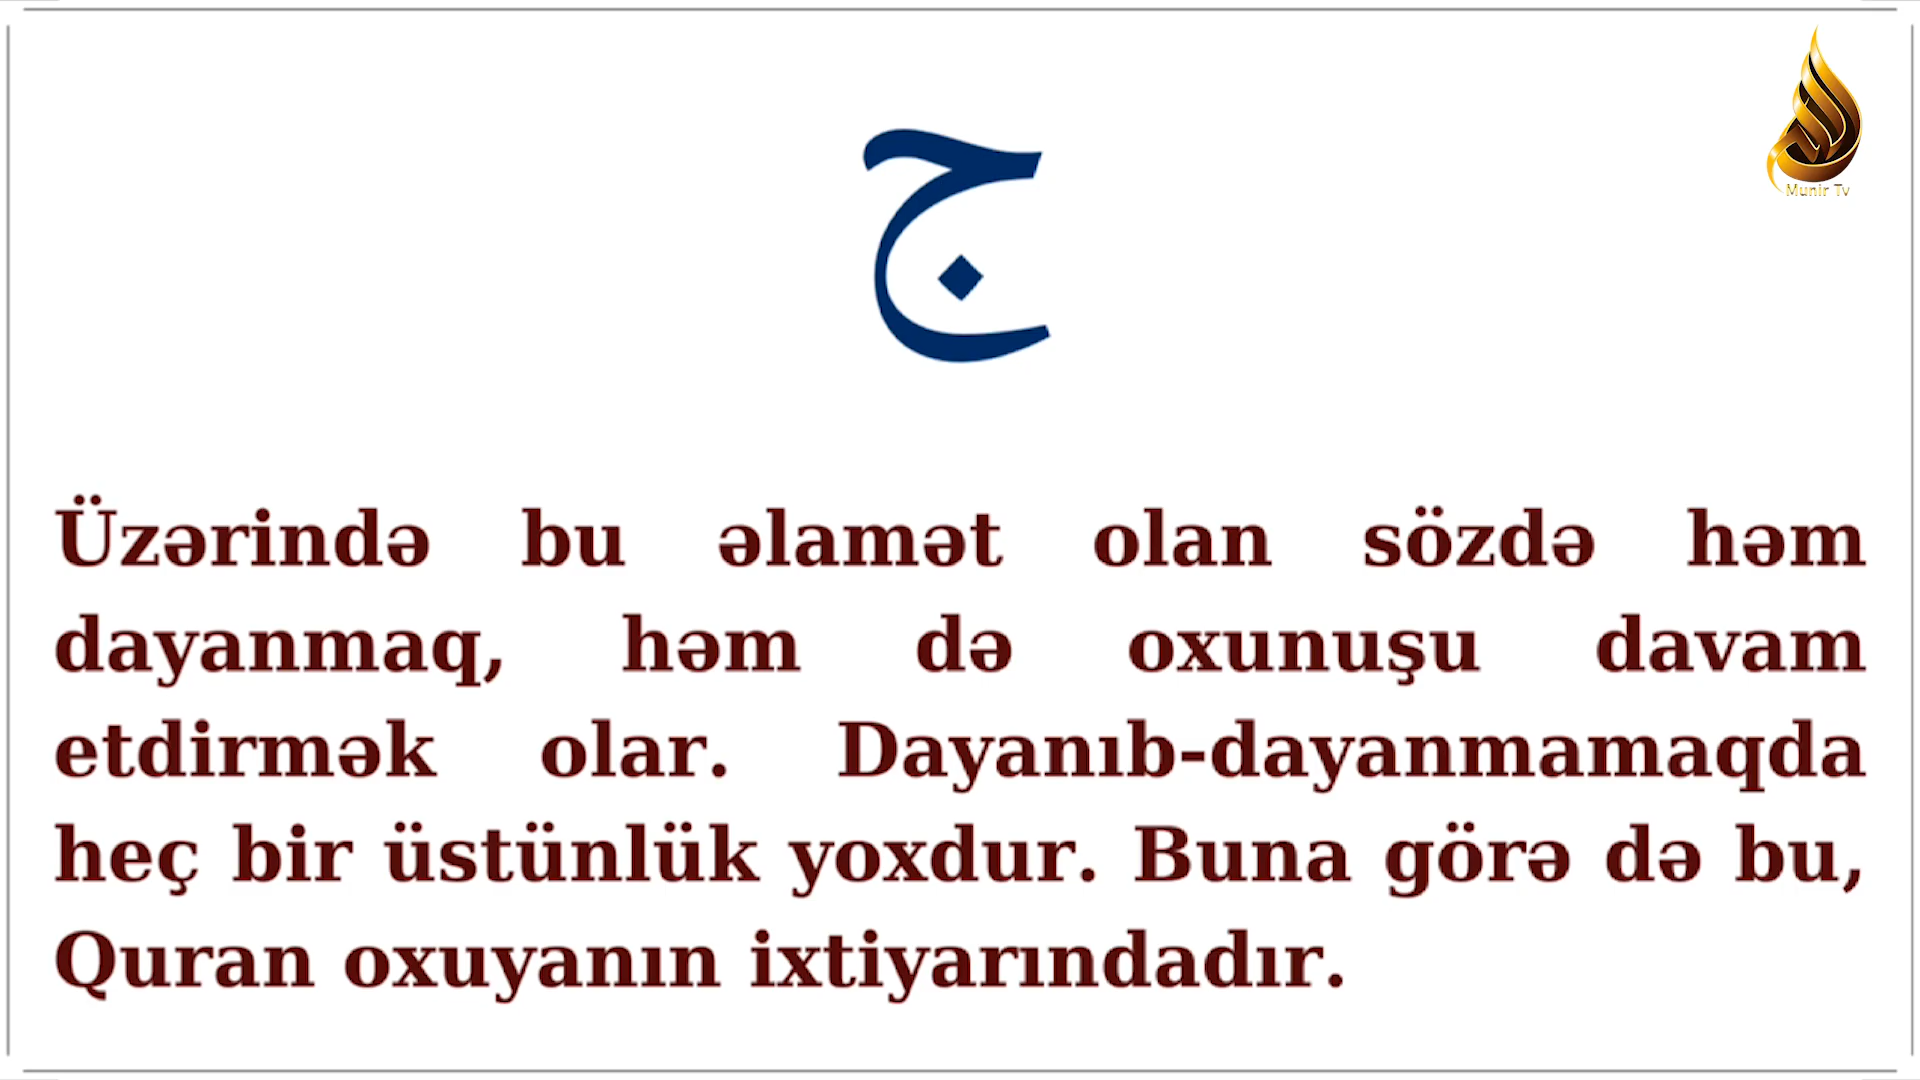 Munir Tv
ج
Üzərində bu əlamət olan sözdə həm
dayanmaq, həm də oxunuşu davam
etdirmək olar. Dayanıb-dayanmamaqda
heç bir üstünlük yoxdur. Buna görə də bu,
Quran oxuyanın ixtiyarındadır.